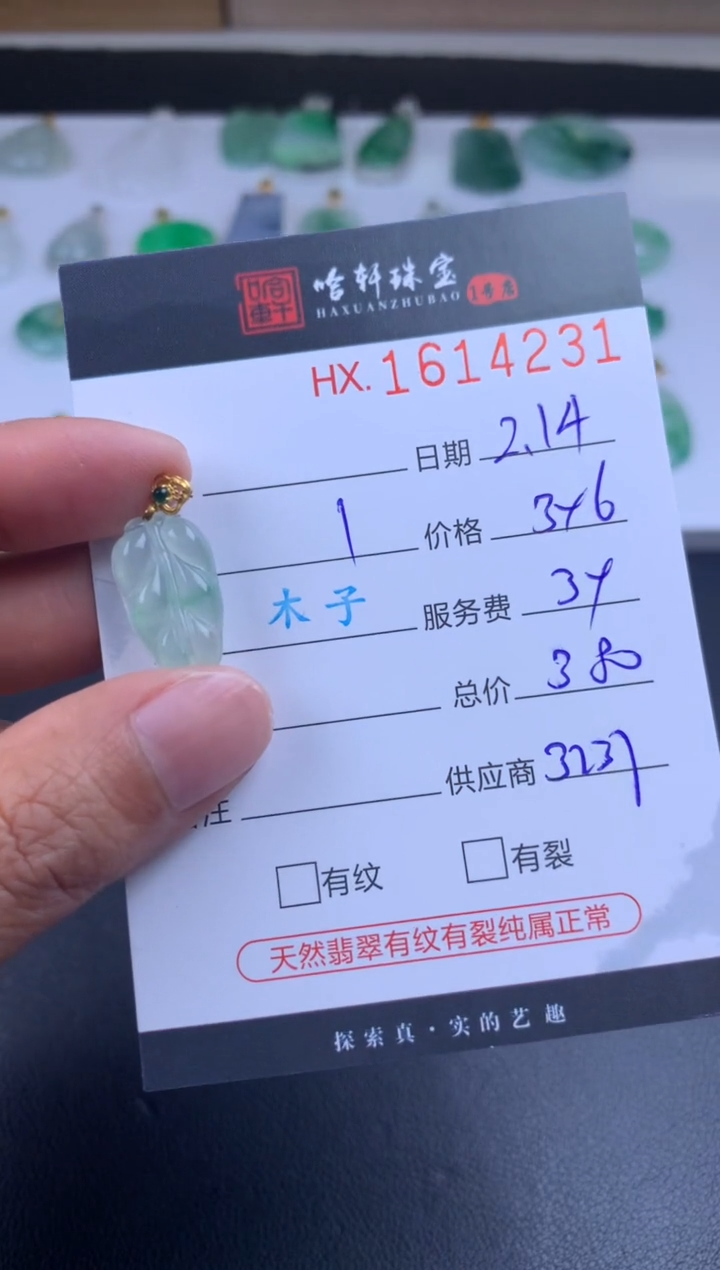 哈轩珠宝 1号店
HAXUANZHUBAO
HX.1614231
日期 2.14
1 价格 346
木子 服务费 34
总价 380
注 供应商 3237
有纹 有裂
天然翡翠有纹有裂纯属正常
探索真·实的艺趣